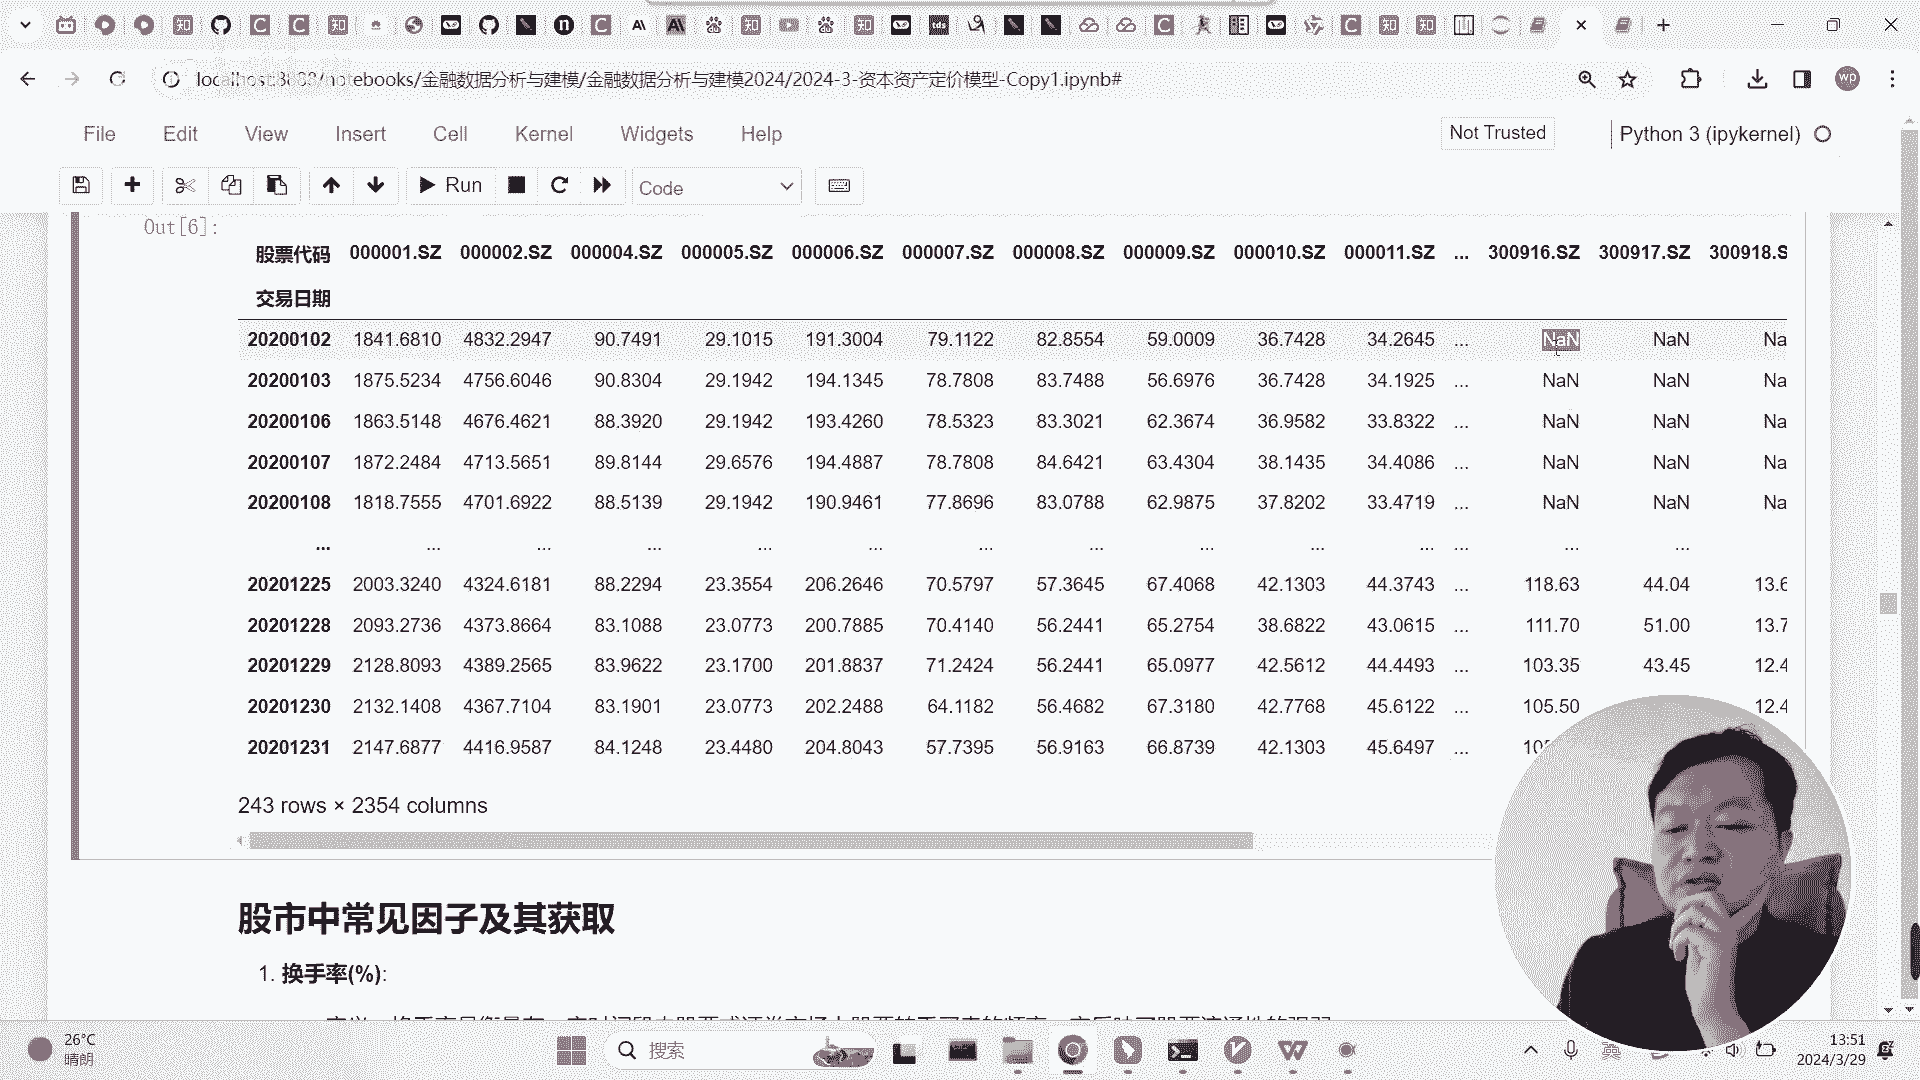 localhost:8888/notebooks/金融数据分析与建模/金融数据分析与建模2024/2024-3-资本资产定价模型-Copy1.ipynb#
File Edit View Insert Cell Kernel Widgets Help Not Trusted Python 3 (ipykernel)
Run Code
Out[6]:
股票代码 000001.SZ 000002.SZ 000004.SZ 000005.SZ 000006.SZ 000007.SZ 000008.SZ 000009.SZ 000010.SZ 000011.SZ ... 300916.SZ 300917.SZ 300918.S
交易日期
20200102 1841.6810 4832.2947 90.7491 29.1015 191.3004 79.1122 82.8554 59.0009 36.7428 34.2645 ... NaN NaN Na
20200103 1875.5234 4756.6046 90.8304 29.1942 194.1345 78.7808 83.7488 56.6976 36.7428 34.1925 ... NaN NaN Na
20200106 1863.5148 4676.4621 88.3920 29.1942 193.4260 78.5323 83.3021 62.3674 36.9582 33.8322 ... NaN NaN Na
20200107 1872.2484 4713.5651 89.8144 29.6576 194.4887 78.7808 84.6421 63.4304 38.1435 34.4086 ... NaN NaN Na
20200108 1818.7555 4701.6922 88.5139 29.1942 190.9461 77.8696 83.0788 62.9875 37.8202 33.4719 ... NaN NaN Na
... ... ... ... ... ... ... ... ... ... ... ... ... ...
20201225 2003.3240 4324.6181 88.2294 23.3554 206.2646 70.5797 57.3645 67.4068 42.1303 44.3743 ... 118.63 44.04 13.6
20201228 2093.2736 4373.8664 83.1088 23.0773 200.7885 70.4140 56.2441 65.2754 38.6822 43.0615 ... 111.70 51.00 13.7
20201229 2128.8093 4389.2565 83.9622 23.1700 201.8837 71.2424 56.2441 65.0977 42.5612 44.4493 ... 103.35 43.45 12.4
20201230 2132.1408 4367.7104 83.1901 23.0773 202.2488 64.1182 56.4682 67.3180 42.7768 45.6122 ... 105.50 12.4
20201231 2147.6877 4416.9587 84.1248 23.4480 204.8043 57.7395 56.9163 66.8739 42.1303 45.6497 ... 10
243 rows × 2354 columns
股市中常见因子及其获取
1. 换手率(%):
26°C
晴朗
搜索
英
13:51
2024/3/29